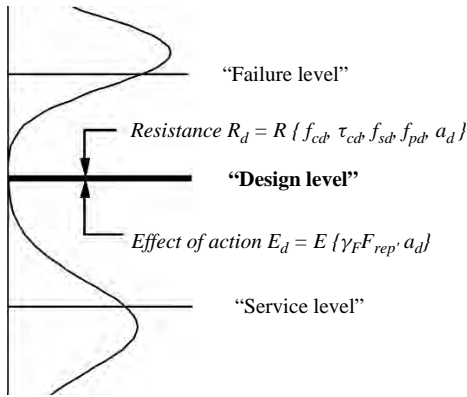 “Failure level”
Resistance R_d = R { f_cd, τ_cd, f_sd, f_pd, a_d }
“Design level”
Effect of action E_d = E {γ_F F_rep, a_d}
“Service level”